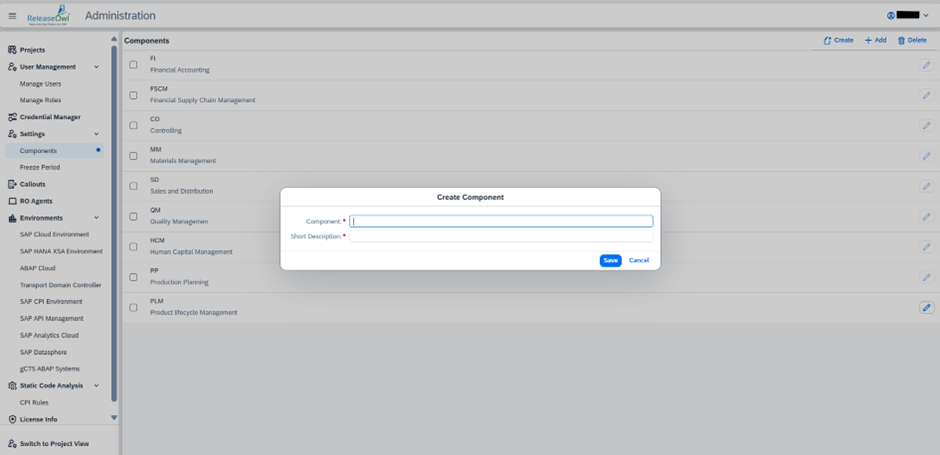 ReleaseOwl
Administration
Projects
User Management
Manage Users
Manage Roles
Credential Manager
Settings
Components
Freeze Period
Callouts
RO Agents
Environments
SAP Cloud Environment
SAP HANA XSA Environment
ABAP Cloud
Transport Domain Controller
SAP CPI Environment
SAP API Management
SAP Analytics Cloud
SAP Datasphere
gCTS ABAP Systems
Static Code Analysis
CPI Rules
License Info
Switch to Project View
Components
Create
Add
Delete
FI
Financial Accounting
FSCM
Financial Supply Chain Management
CO
Controlling
MM
Materials Management
SD
Sales and Distribution
QM
Quality Managemen
HCM
Human Capital Management
PP
Production Planning
PLM
Product lifecycle Management
Create Component
Component: *
Short Description: *
Save Cancel